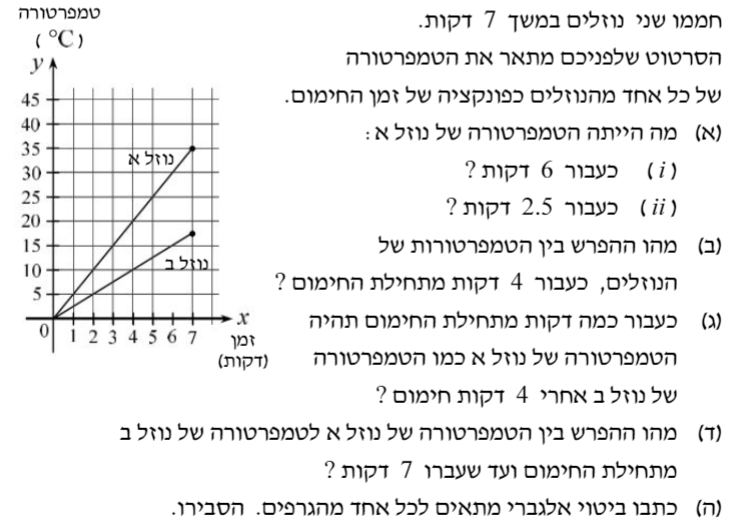 חממו שני נוזלים במשך 7 דקות.
הסרטוט שלפניכם מתאר את הטמפרטורה
של כל אחד מהנוזלים כפונקציה של זמן החימום.
(א) מה הייתה הטמפרטורה של נוזל א:
(i) כעבור 6 דקות ?
(ii) כעבור 2.5 דקות ?
(ב) מהו ההפרש בין הטמפרטורות של
הנוזלים, כעבור 4 דקות מתחילת החימום ?
(ג) כעבור כמה דקות מתחילת החימום תהיה
הטמפרטורה של נוזל א כמו הטמפרטורה
של נוזל ב אחרי 4 דקות חימום ?
(ד) מהו ההפרש בין הטמפרטורה של נוזל א לטמפרטורה של נוזל ב
מתחילת החימום ועד שעברו 7 דקות ?
(ה) כתבו ביטוי אלגברי מתאים לכל אחד מהגרפים. הסבירו.
טמפרטורה
(°C)
y
45
40
35
30
25
20
15
10
5
נוזל א
נוזל ב
0 1 2 3 4 5 6 7
x
זמן
(דקות)